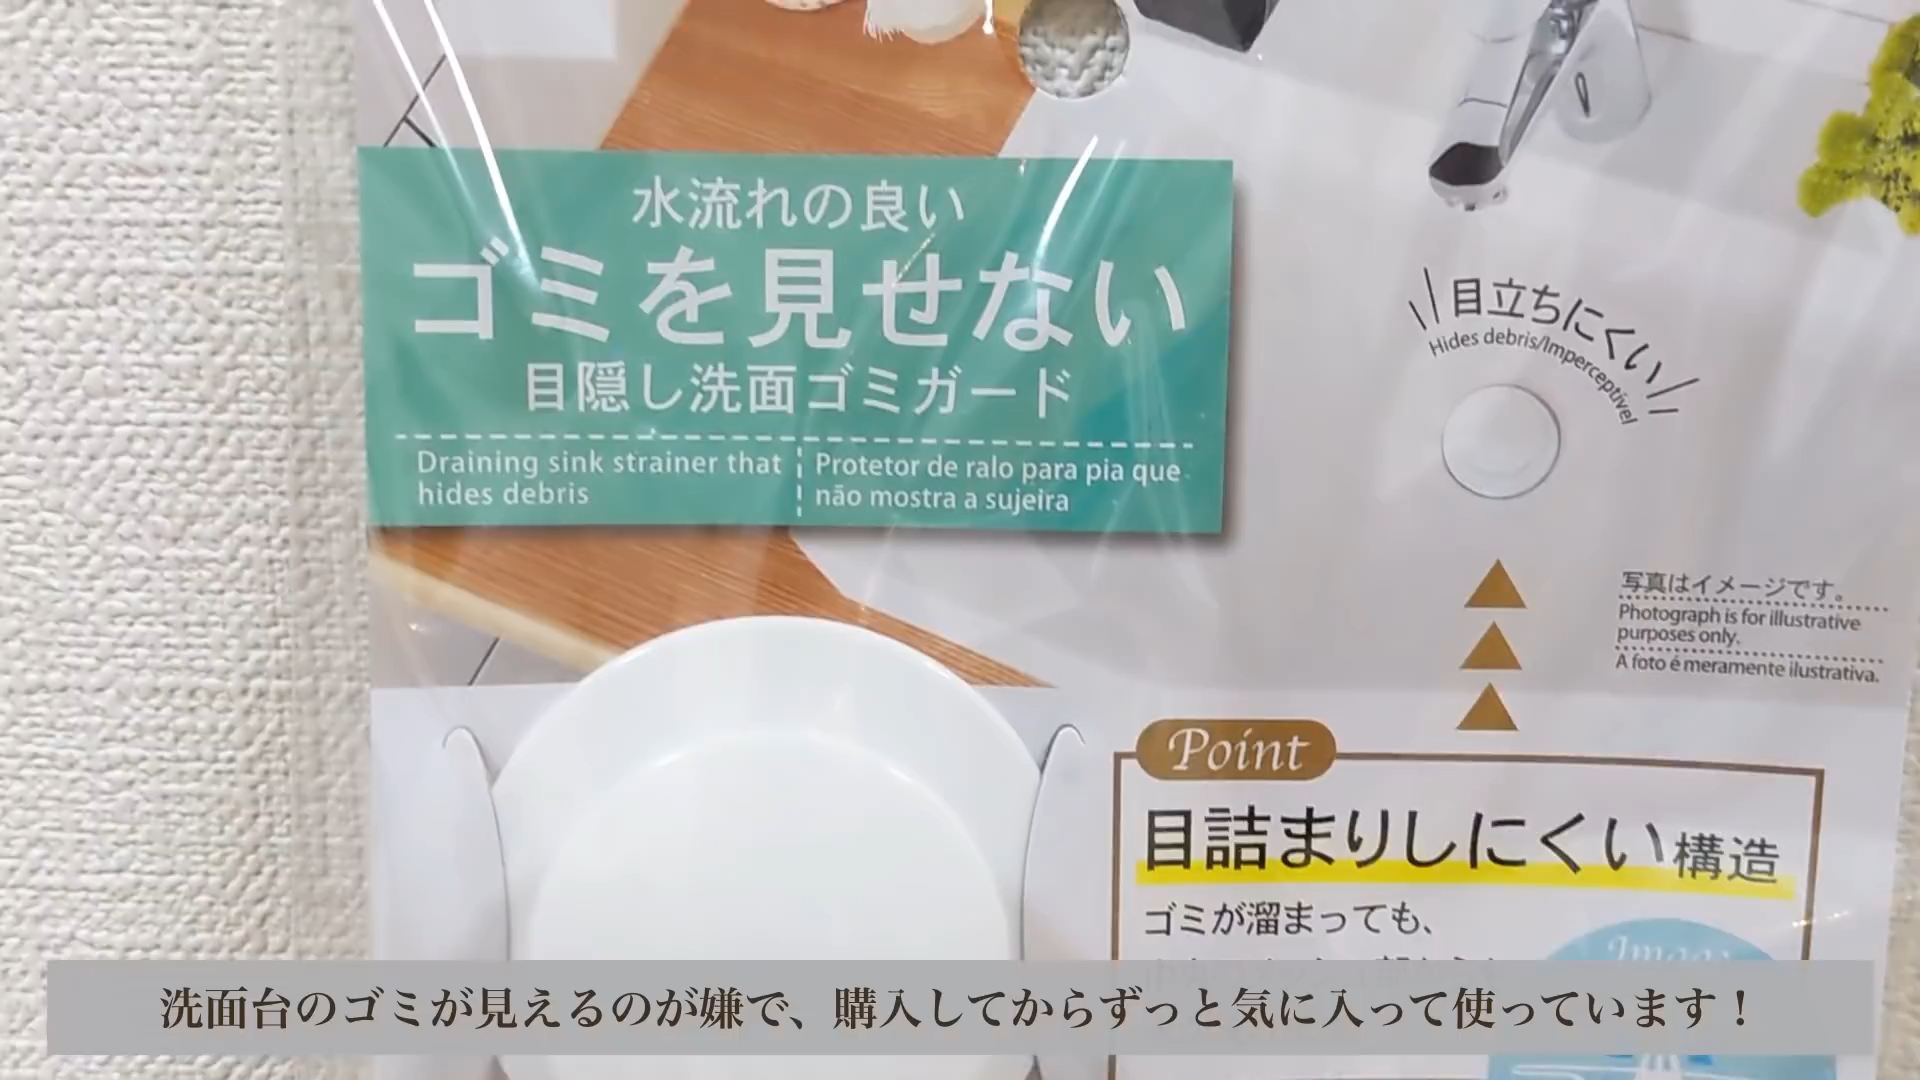 水流れの良い
ゴミを見せない
目隠し洗面ゴミガード
Draining sink strainer that
hides debris
Protetor de ralo para pia que
não mostra a sujeira
目立ちにくい
Hides debris/Imperceptível
写真はイメージです。
Photograph is for illustrative
purposes only.
A foto é meramente ilustrativa.
Point
目詰まりしにくい構造
ゴミが溜まっても、
Image
洗面台のゴミが見えるのが嫌で、購入してからずっと気に入って使っています！